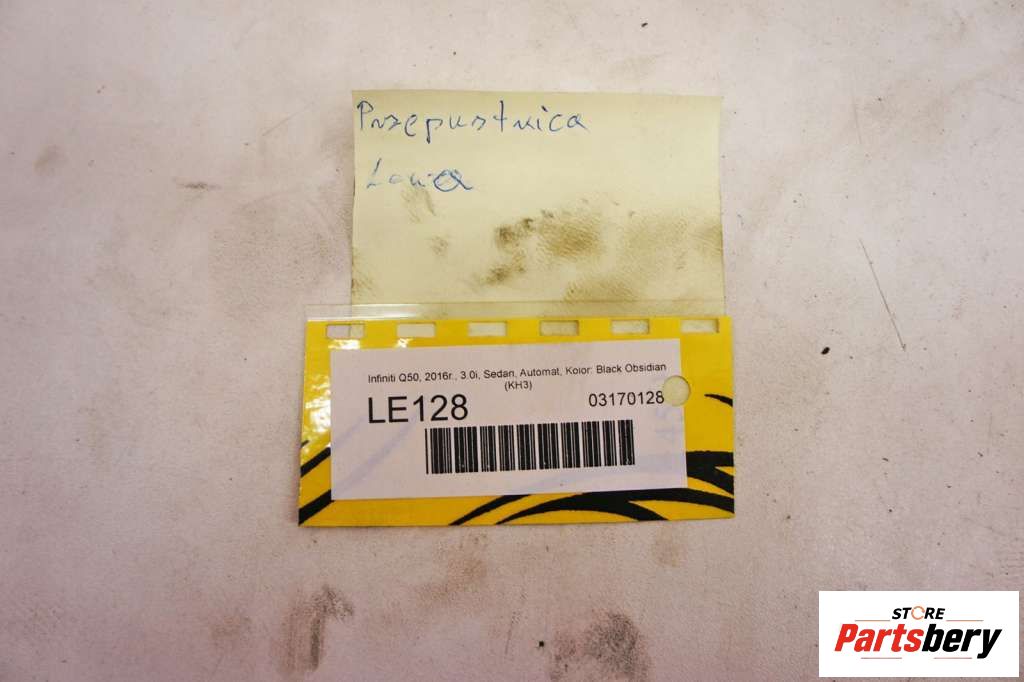 Przepustnica
Lewa
Infiniti Q50, 2016r., 3.0i, Sedan, Automat, Kolor: Black Obsidian
(KH3)
LE128
03170128
STORE
Partsbery